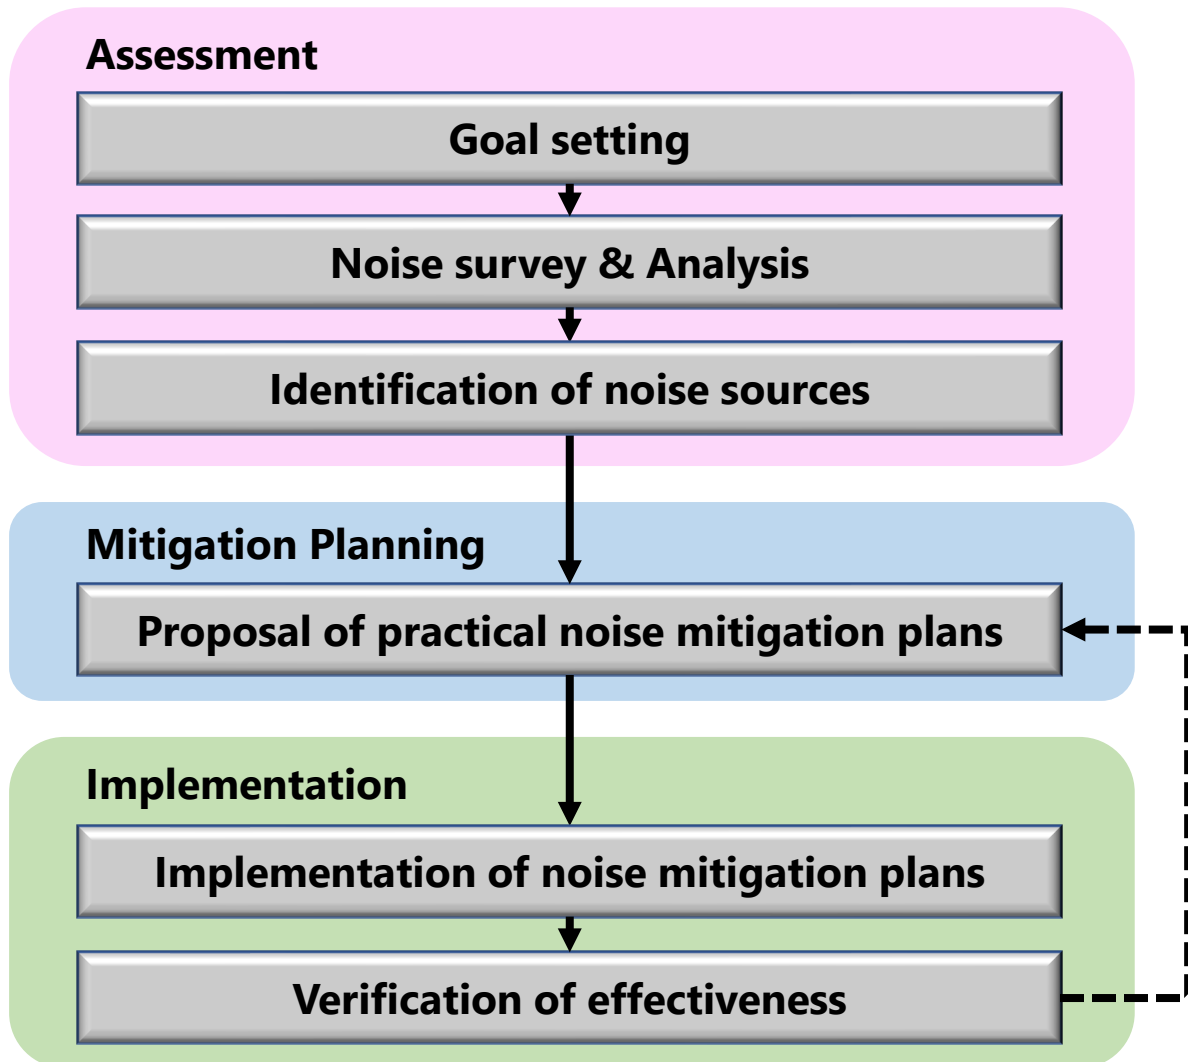 Assessment
Goal setting
Noise survey & Analysis
Identification of noise sources
Mitigation Planning
Proposal of practical noise mitigation plans
Implementation
Implementation of noise mitigation plans
Verification of effectiveness